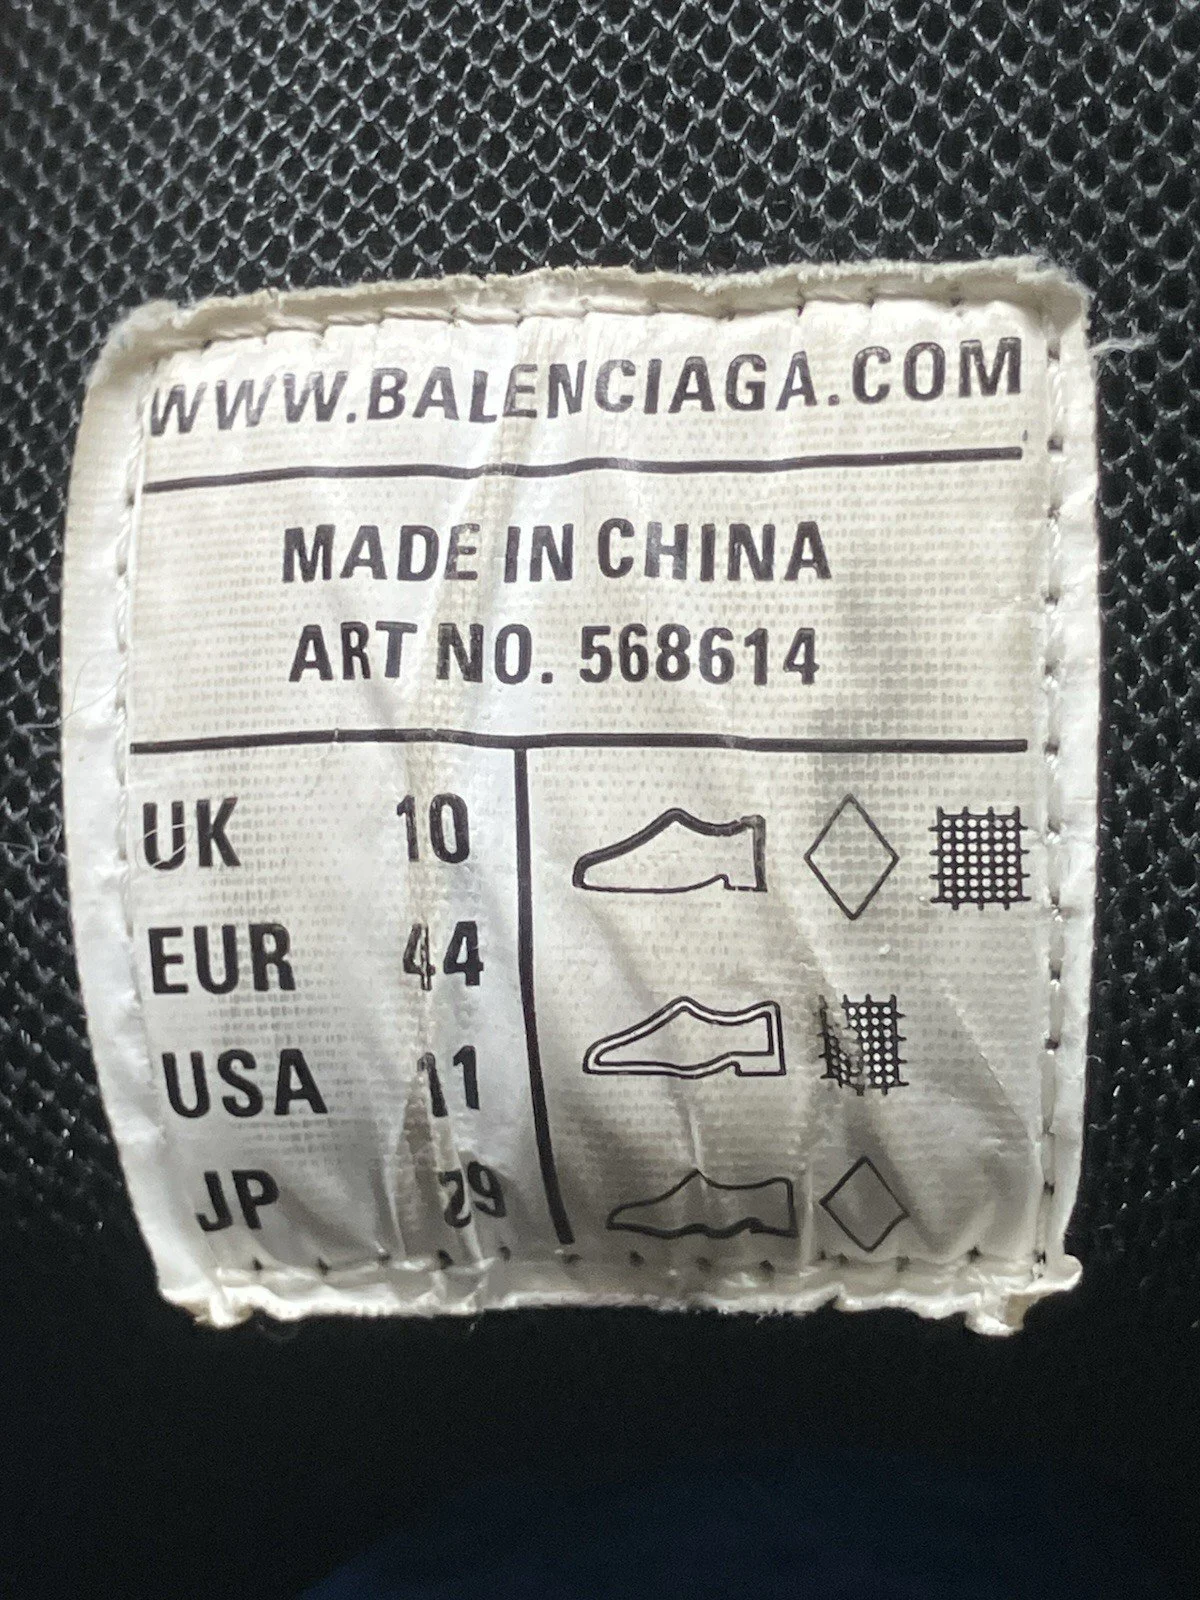 WWW.BALENCIAGA.COM
MADE IN CHINA
ART NO. 568614
UK 10
EUR 44
USA 11
JP 29